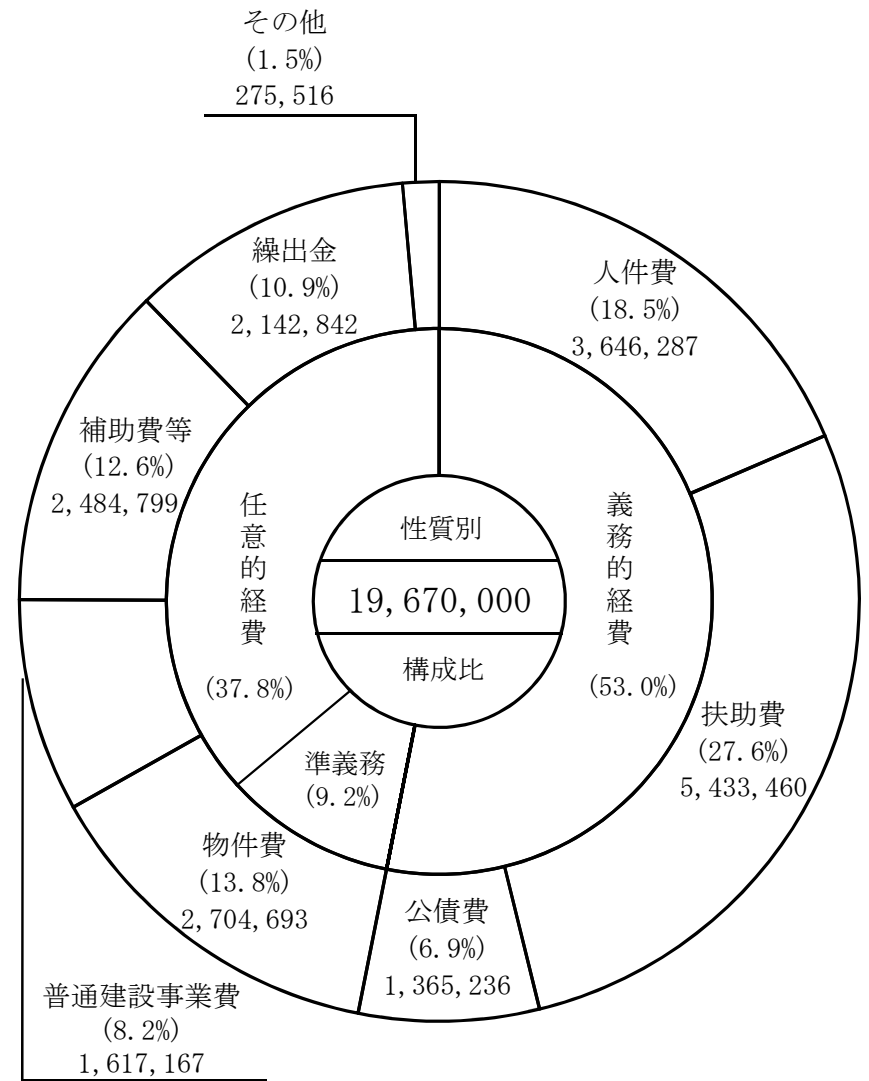 その他
(1.5%)
275,516
繰出金
(10.9%)
2,142,842
人件費
(18.5%)
3,646,287
補助費等
(12.6%)
2,484,799
任意的経費
(37.8%)
性質別
19,670,000
構成比
義務的経費
(53.0%)
扶助費
(27.6%)
5,433,460
準義務
(9.2%)
物件費
(13.8%)
2,704,693
公債費
(6.9%)
1,365,236
普通建設事業費
(8.2%)
1,617,167